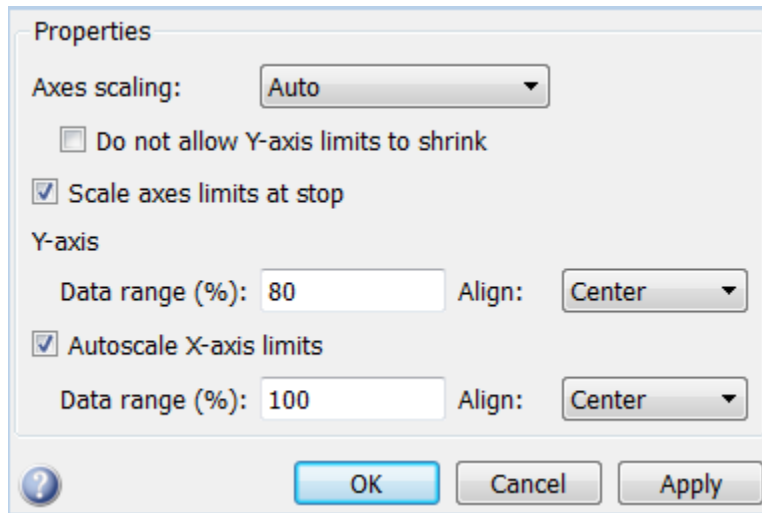 Properties
Axes scaling: Auto
Do not allow Y-axis limits to shrink
Scale axes limits at stop
Y-axis
Data range (%): 80 Align: Center
Autoscale X-axis limits
Data range (%): 100 Align: Center
? OK Cancel Apply